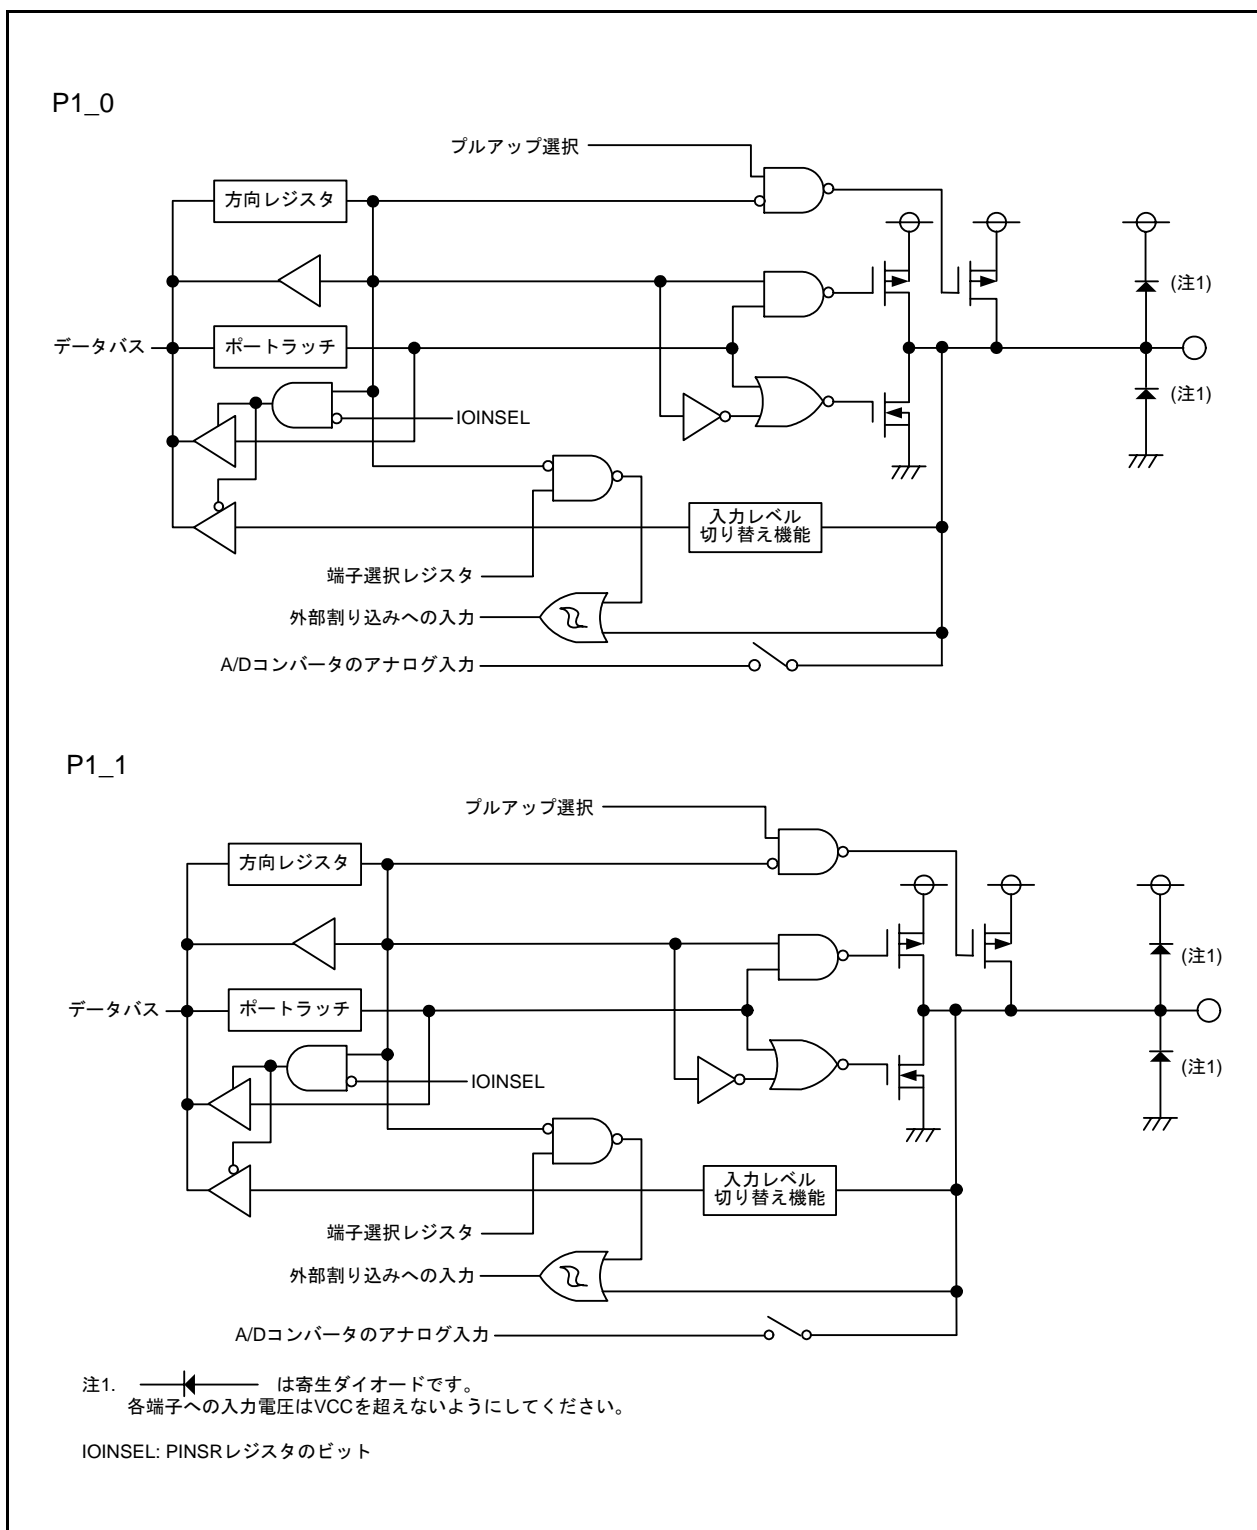 P1_0
プルアップ選択
方向レジスタ
(注1)
データバス
ポートラッチ
(注1)
IOINSEL
入力レベル
切り替え機能
端子選択レジスタ
外部割り込みへの入力
A/Dコンバータのアナログ入力
P1_1
プルアップ選択
方向レジスタ
(注1)
データバス
ポートラッチ
(注1)
IOINSEL
入力レベル
切り替え機能
端子選択レジスタ
外部割り込みへの入力
A/Dコンバータのアナログ入力
注1. は寄生ダイオードです。
各端子への入力電圧はVCCを超えないようにしてください。
IOINSEL: PINSRレジスタのビット